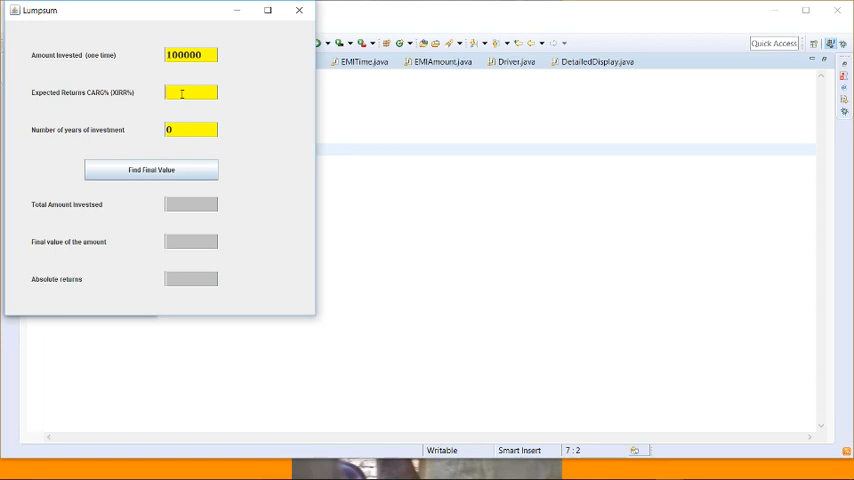 Lumpsum
Quick Access
EMITime.java EMIAmount.java Driver.java DetailedDisplay.java
Amount Invested (one time) 100000
Expected Returns CARG% (XIRR%)
Number of years of investment 0
Find Final Value
Total Amount Investsed
Final value of the amount
Absolute returns
Writable Smart Insert 7 : 2